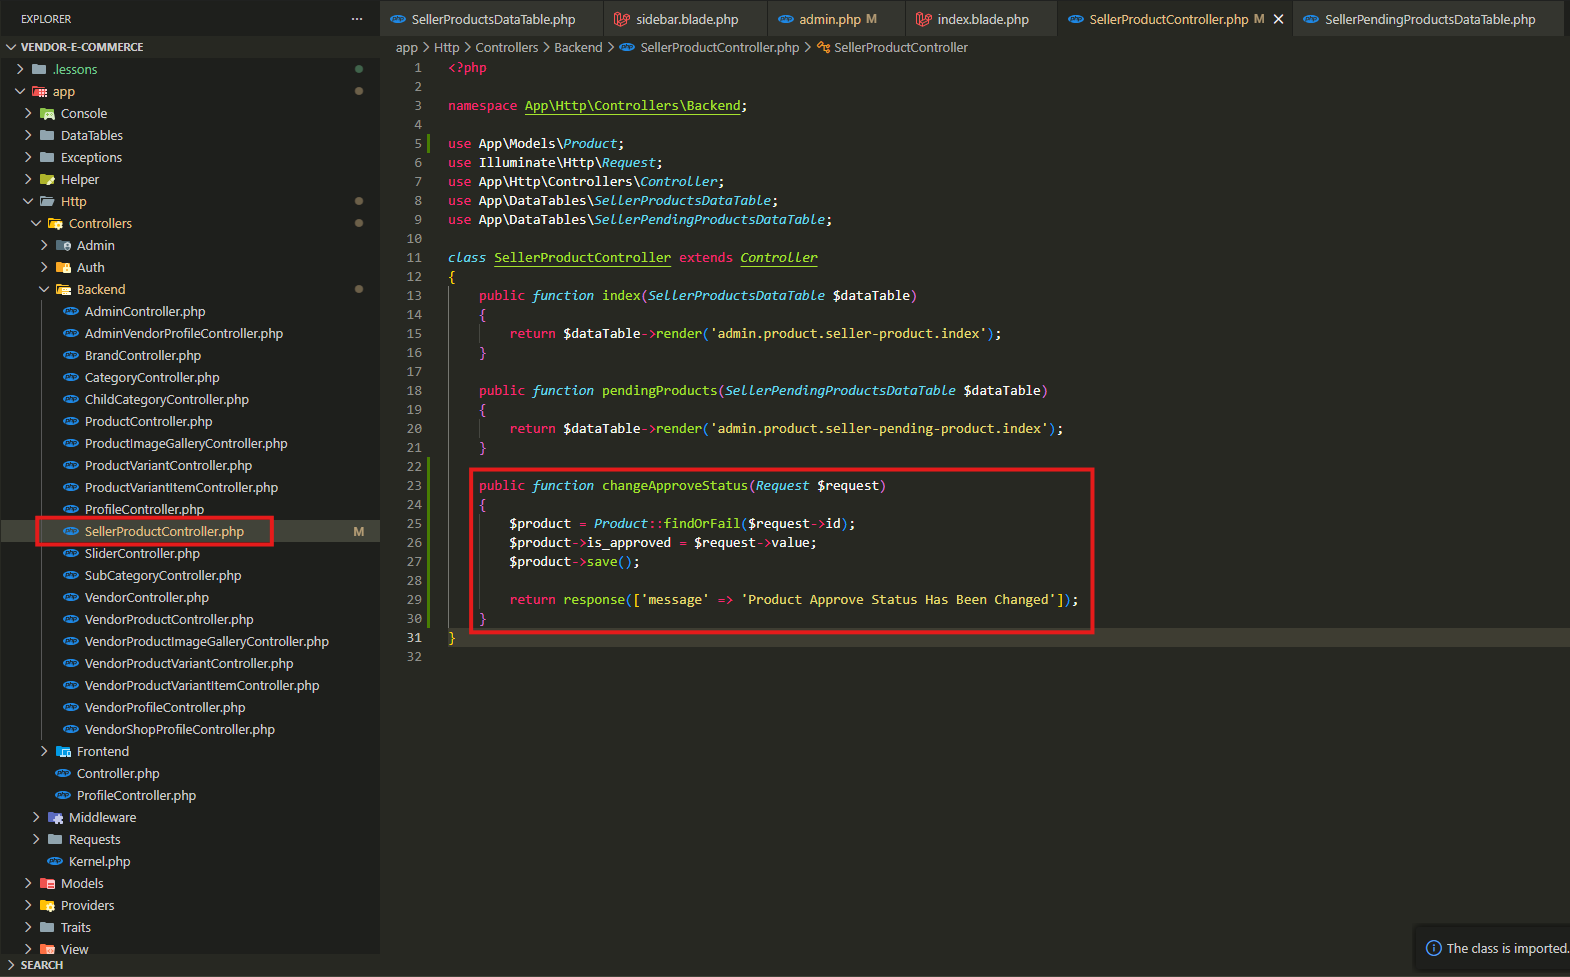 EXPLORER
···
VENDOR-E-COMMERCE
.lessons
app
Console
DataTables
Exceptions
Helper
Http
Controllers
Admin
Auth
Backend
AdminController.php
AdminVendorProfileController.php
BrandController.php
CategoryController.php
ChildCategoryController.php
ProductController.php
ProductImageGalleryController.php
ProductVariantController.php
ProductVariantItemController.php
ProfileController.php
SellerProductController.php M
SliderController.php
SubCategoryController.php
VendorController.php
VendorProductController.php
VendorProductImageGalleryController.php
VendorProductVariantController.php
VendorProductVariantItemController.php
VendorProfileController.php
VendorShopProfileController.php
Frontend
Controller.php
ProfileController.php
Middleware
Requests
Kernel.php
Models
Providers
Traits
View
SEARCH
SellerProductsDataTable.php sidebar.blade.php admin.php M index.blade.php SellerProductController.php M SellerPendingProductsDataTable.php
app > Http > Controllers > Backend > SellerProductController.php > SellerProductController
1 <?php
2
3 namespace App\Http\Controllers\Backend;
4
5 use App\Models\Product;
6 use Illuminate\Http\Request;
7 use App\Http\Controllers\Controller;
8 use App\DataTables\SellerProductsDataTable;
9 use App\DataTables\SellerPendingProductsDataTable;
10
11 class SellerProductController extends Controller
12 {
13 public function index(SellerProductsDataTable $dataTable)
14 {
15 return $dataTable->render('admin.product.seller-product.index');
16 }
17
18 public function pendingProducts(SellerPendingProductsDataTable $dataTable)
19 {
20 return $dataTable->render('admin.product.seller-pending-product.index');
21 }
22
23 public function changeApproveStatus(Request $request)
24 {
25 $product = Product::findOrFail($request->id);
26 $product->is_approved = $request->value;
27 $product->save();
28
29 return response(['message' => 'Product Approve Status Has Been Changed']);
30 }
31 }
32
The class is imported.